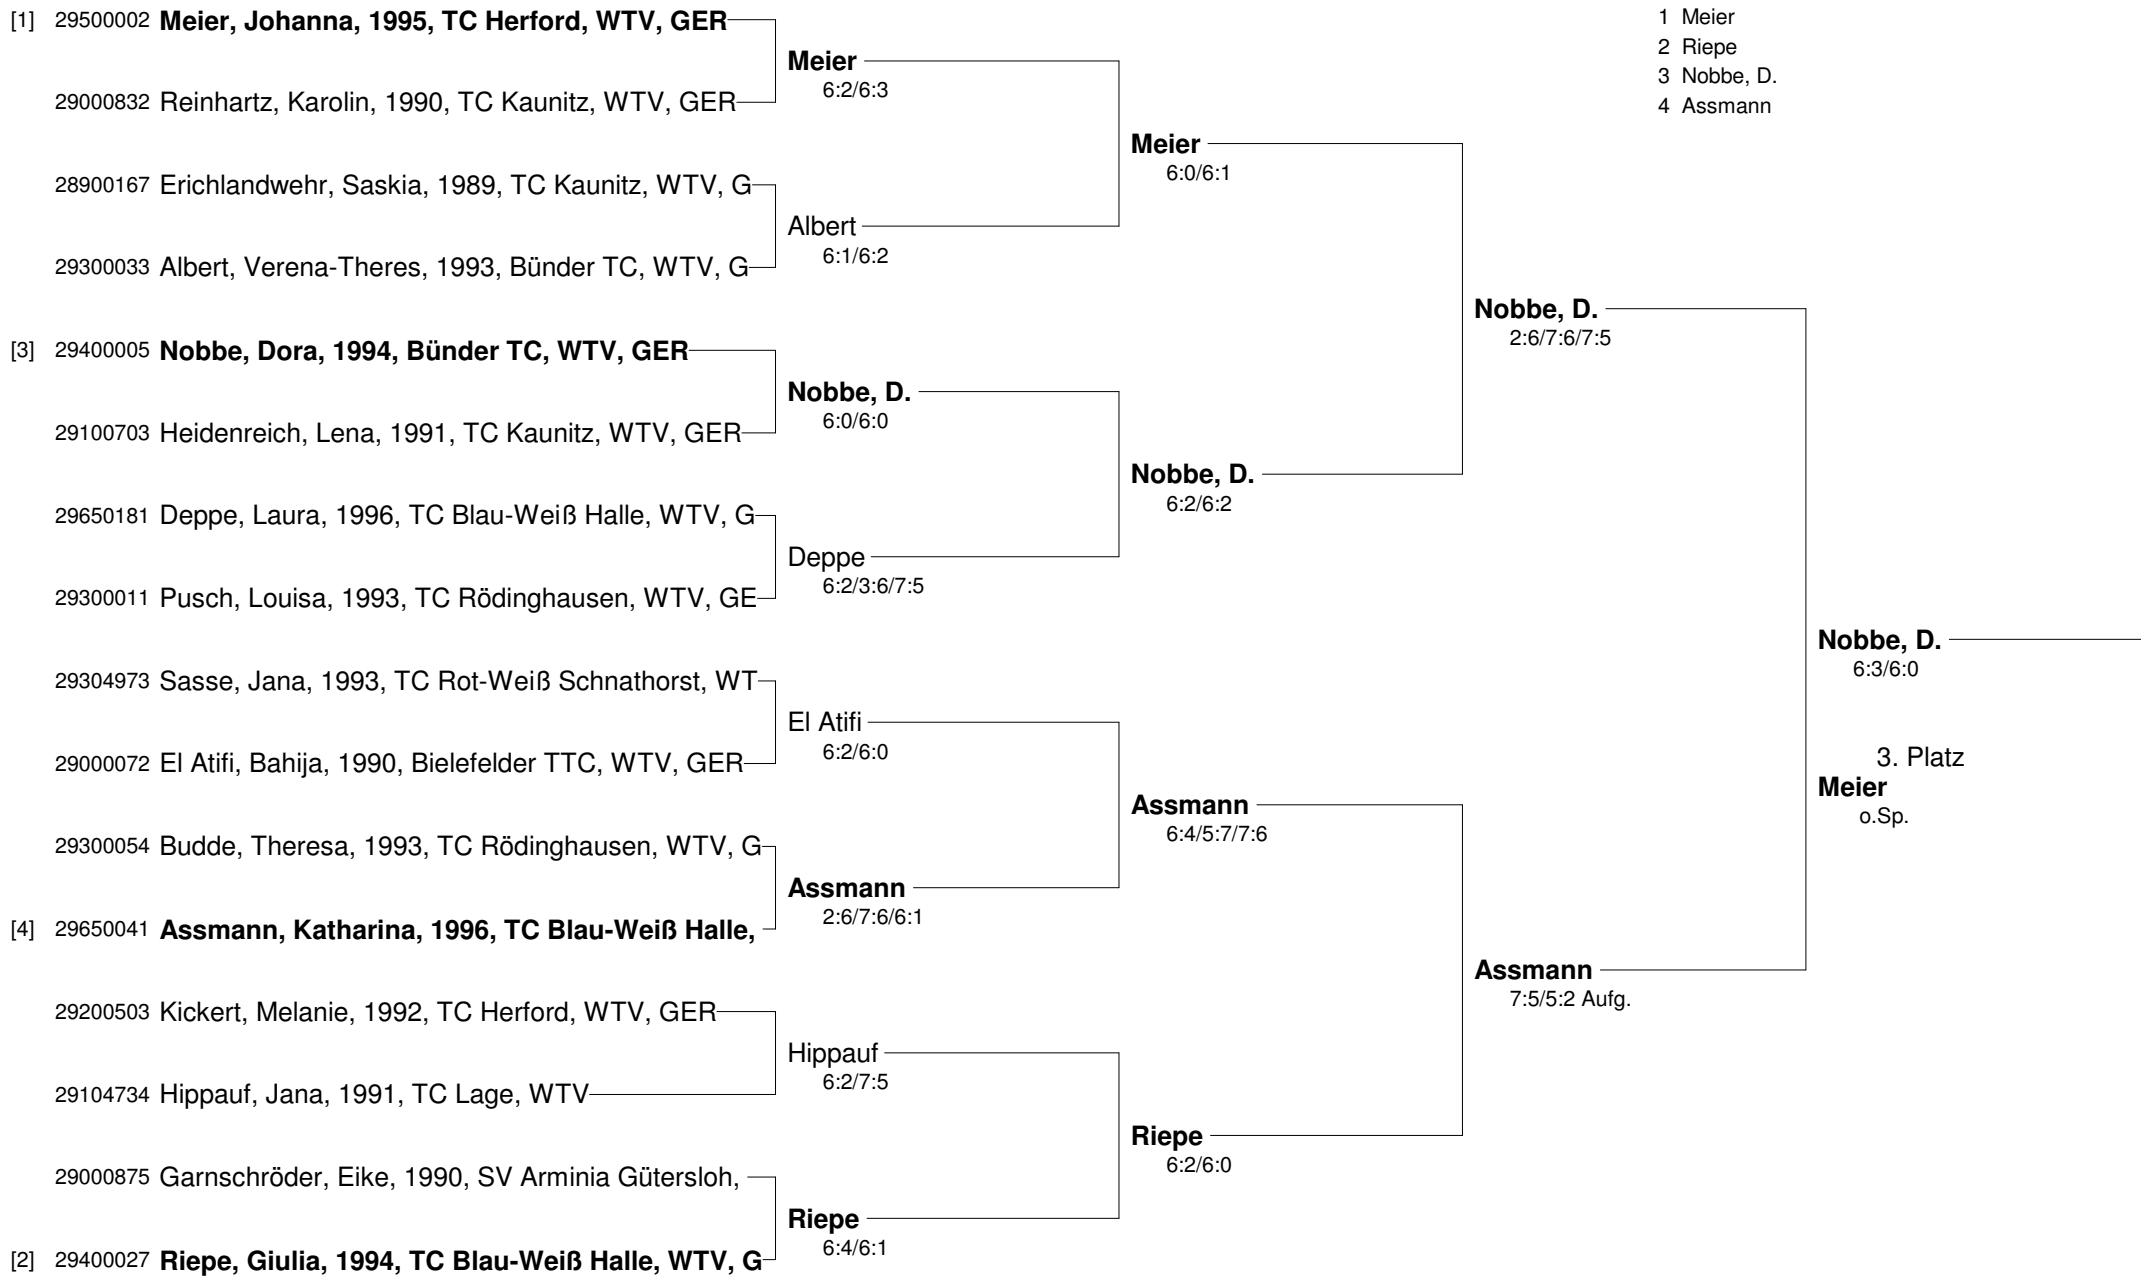 [1] 29500002 Meier, Johanna, 1995, TC Herford, WTV, GER
1 Meier
2 Riepe
3 Nobbe, D.
4 Assmann
Meier
6:2/6:3
29000832 Reinhartz, Karolin, 1990, TC Kaunitz, WTV, GER
Meier
6:0/6:1
28900167 Erichlandwehr, Saskia, 1989, TC Kaunitz, WTV, G
Albert
6:1/6:2
29300033 Albert, Verena-Theres, 1993, Bünder TC, WTV, G
Nobbe, D.
2:6/7:6/7:5
[3] 29400005 Nobbe, Dora, 1994, Bünder TC, WTV, GER
Nobbe, D.
6:0/6:0
29100703 Heidenreich, Lena, 1991, TC Kaunitz, WTV, GER
Nobbe, D.
6:2/6:2
29650181 Deppe, Laura, 1996, TC Blau-Weiß Halle, WTV, G
Deppe
6:2/3:6/7:5
29300011 Pusch, Louisa, 1993, TC Rödinghausen, WTV, GE
Nobbe, D.
6:3/6:0
29304973 Sasse, Jana, 1993, TC Rot-Weiß Schnathorst, WT
El Atifi
6:2/6:0
29000072 El Atifi, Bahija, 1990, Bielefelder TTC, WTV, GER
3. Platz
Meier
o.Sp.
Assmann
6:4/5:7/7:6
29300054 Budde, Theresa, 1993, TC Rödinghausen, WTV, G
Assmann
2:6/7:6/6:1
[4] 29650041 Assmann, Katharina, 1996, TC Blau-Weiß Halle,
Assmann
7:5/5:2 Aufg.
29200503 Kickert, Melanie, 1992, TC Herford, WTV, GER
Hippauf
6:2/7:5
29104734 Hippauf, Jana, 1991, TC Lage, WTV
Riepe
6:2/6:0
29000875 Garnschröder, Eike, 1990, SV Arminia Gütersloh,
Riepe
6:4/6:1
[2] 29400027 Riepe, Giulia, 1994, TC Blau-Weiß Halle, WTV, G